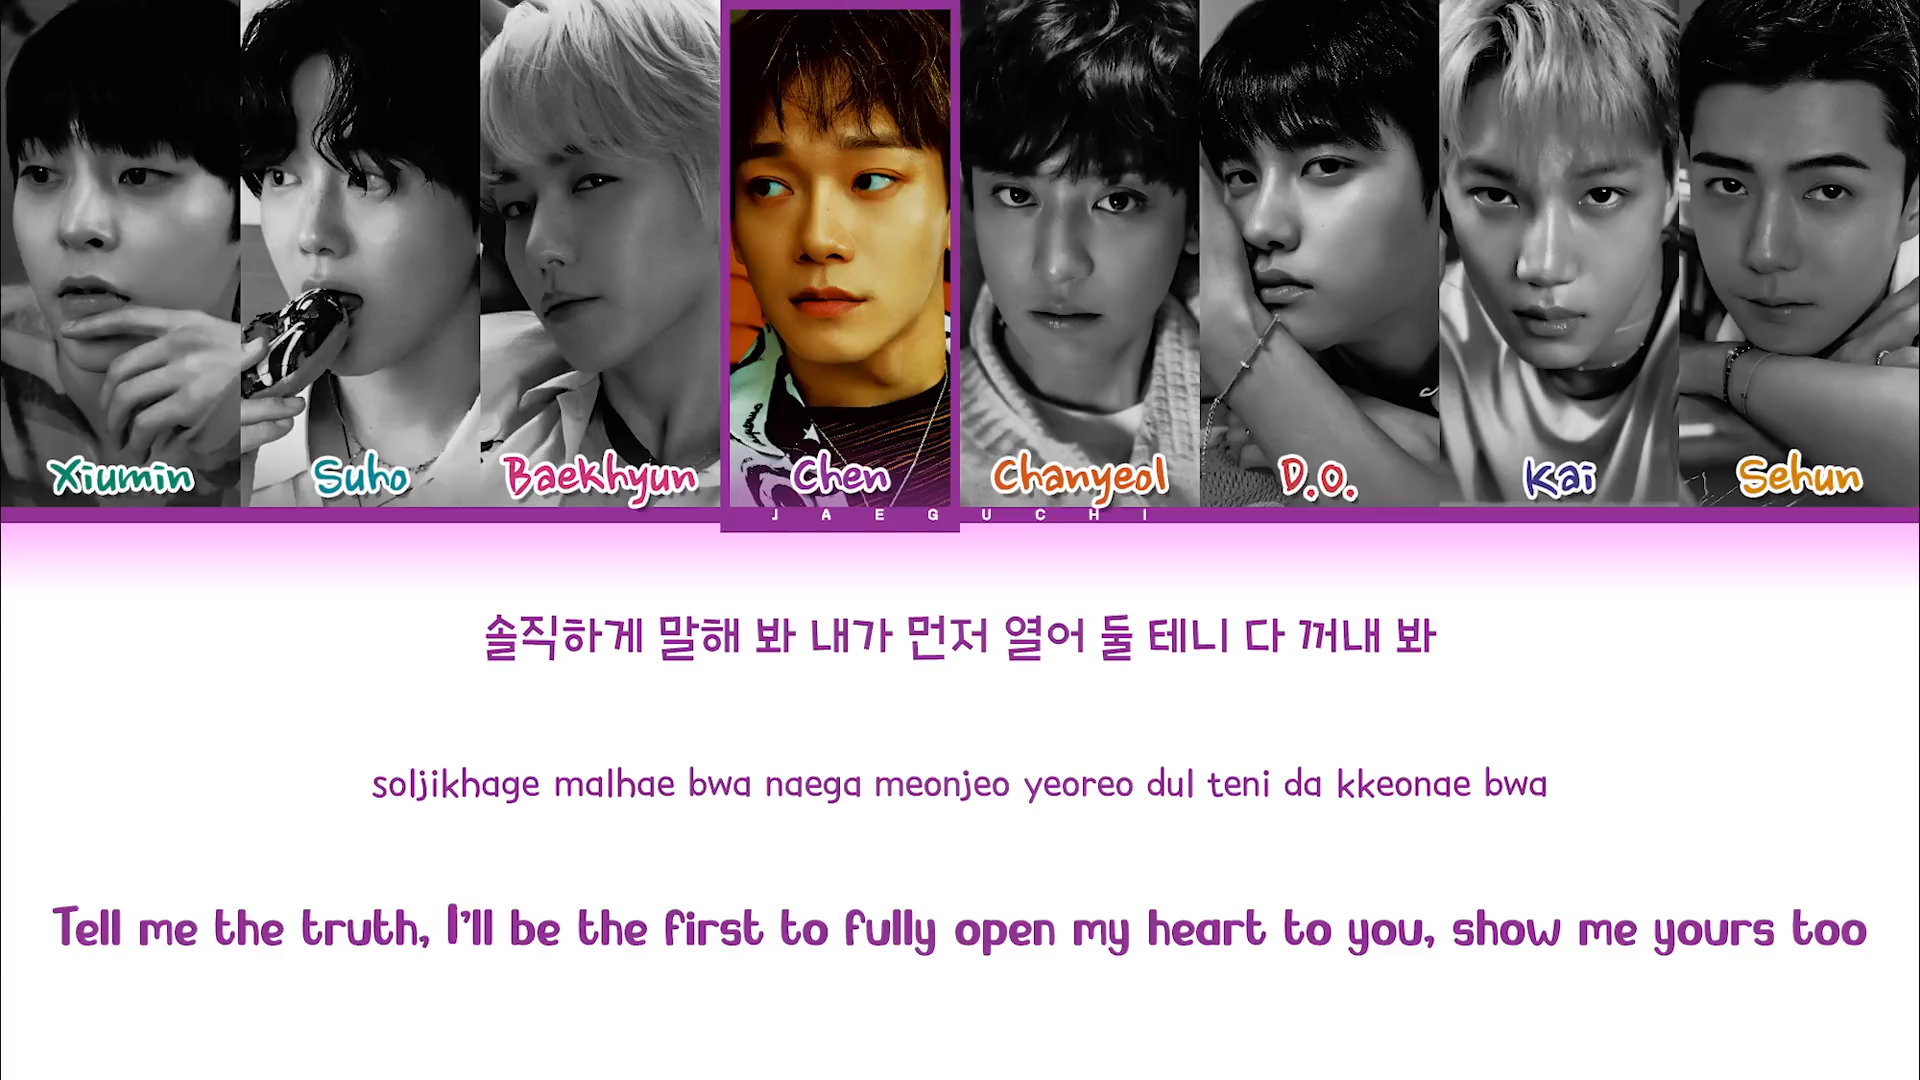 Xiumin Suho Baekhyun Chen Chanyeol D.O. Kai Sehun
JAEGUCHI
솔직하게 말해 봐 내가 먼저 열어 둘 테니 다 꺼내 봐
soljikhage malhae bwa naega meonjeo yeoreo dul teni da kkeonae bwa
Tell me the truth, I'll be the first to fully open my heart to you, show me yours too